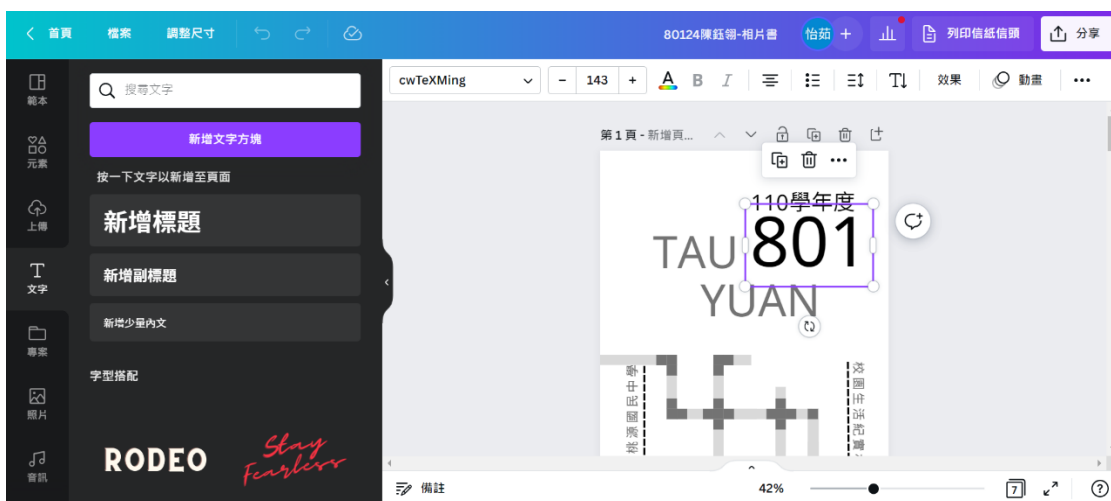 首頁 檔案 調整尺寸 80124陳鈺翎-相片書 怡茹 + 列印信紙信頭 分享
cwTeXMing − 143 + A B I 效果 動畫
範本
元素
上傳
文字
專案
照片
音訊
搜尋文字
新增文字方塊
按一下文字以新增至頁面
新增標題
新增副標題
新增少量內文
字型搭配
RODEO
Stay
Fearless
第 1 頁 - 新增頁...
110學年度
801
TAU
YUAN
桃源國民中學
校園生活紀實
備註 42% 7